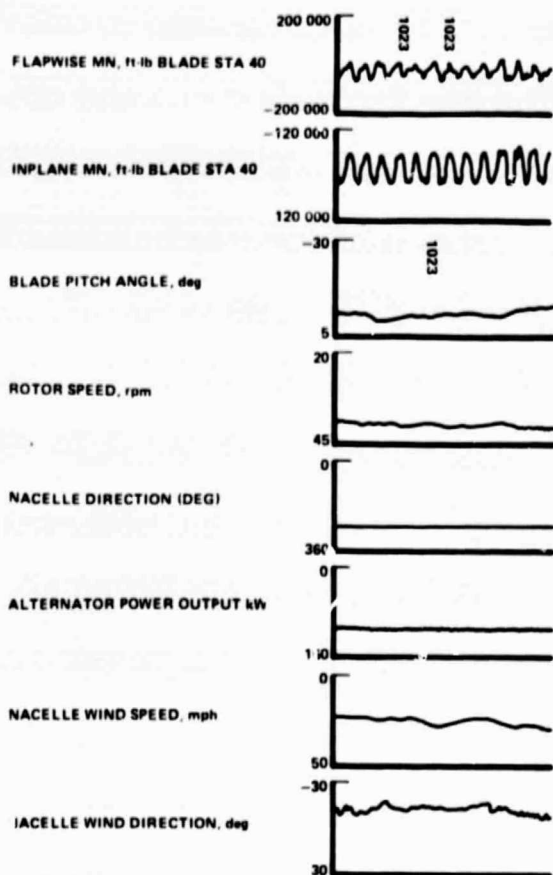 200 000
1023 1023
FLAPWISE MN, ft-lb BLADE STA 40
−200 000
−120 060
INPLANE MN, ft-lb BLADE STA 40
120 000
−30
1023
BLADE PITCH ANGLE, deg
5
20
ROTOR SPEED, rpm
45
0
NACELLE DIRECTION (DEG)
360
0
ALTERNATOR POWER OUTPUT kW
0
NACELLE WIND SPEED, mph
50
−30
IACELLE WIND DIRECTION, deg
30